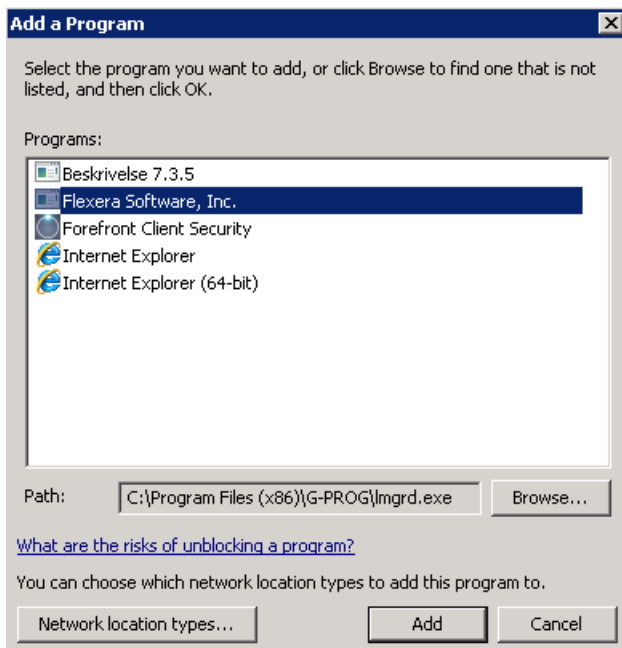 Add a Program
Select the program you want to add, or click Browse to find one that is not
listed, and then click OK.
Programs:
Beskrivelse 7.3.5
Flexera Software, Inc.
Forefront Client Security
Internet Explorer
Internet Explorer (64-bit)
Path: C:\Program Files (x86)\G-PROG\lmgrd.exe Browse...
What are the risks of unblocking a program?
You can choose which network location types to add this program to.
Network location types... Add Cancel